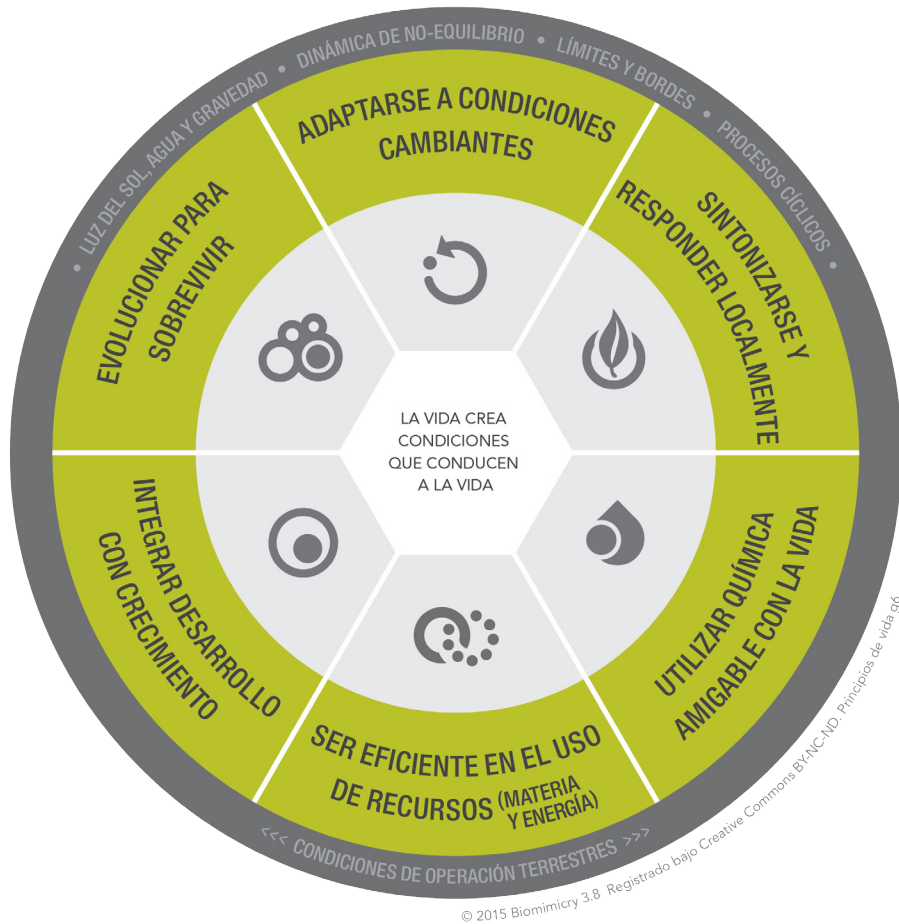 • LUZ DEL SOL, AGUA Y GRAVEDAD • DINÁMICA DE NO-EQUILIBRIO • LÍMITES Y BORDES • PROCESOS CÍCLICOS •
ADAPTARSE A CONDICIONES
CAMBIANTES
SINTONIZARSE Y
RESPONDER LOCALMENTE
UTILIZAR QUÍMICA
AMIGABLE CON LA VIDA
SER EFICIENTE EN EL USO
DE RECURSOS (MATERIA
Y ENERGÍA)
INTEGRAR DESARROLLO
CON CRECIMIENTO
EVOLUCIONAR PARA
SOBREVIVIR
LA VIDA CREA
CONDICIONES
QUE CONDUCEN
A LA VIDA
<<< CONDICIONES DE OPERACIÓN TERRESTRES >>>
© 2015 Biomimicry 3.8 Registrado bajo Creative Commons BY-NC-ND. Principios de vida g6